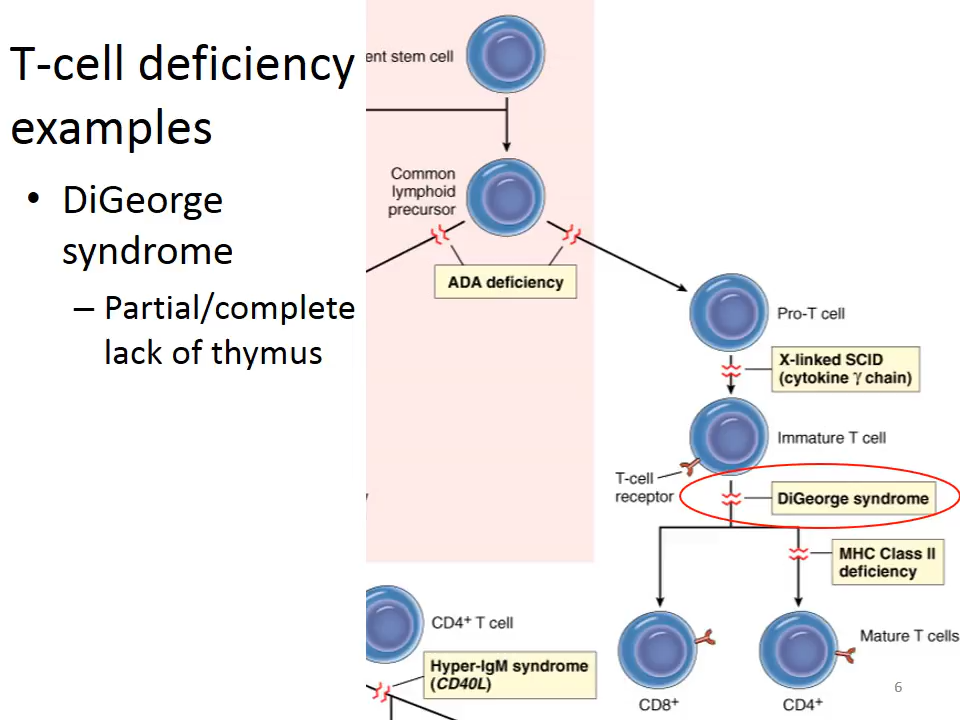 T-cell deficiency
examples
• DiGeorge
syndrome
– Partial/complete
lack of thymus
ent stem cell
Common
lymphoid
precursor
ADA deficiency
Pro-T cell
X-linked SCID
(cytokine γ chain)
Immature T cell
T-cell
receptor
DiGeorge syndrome
MHC Class II
deficiency
CD4+ T cell
Mature T cells
Hyper-IgM syndrome
(CD40L)
CD8+
CD4+
6